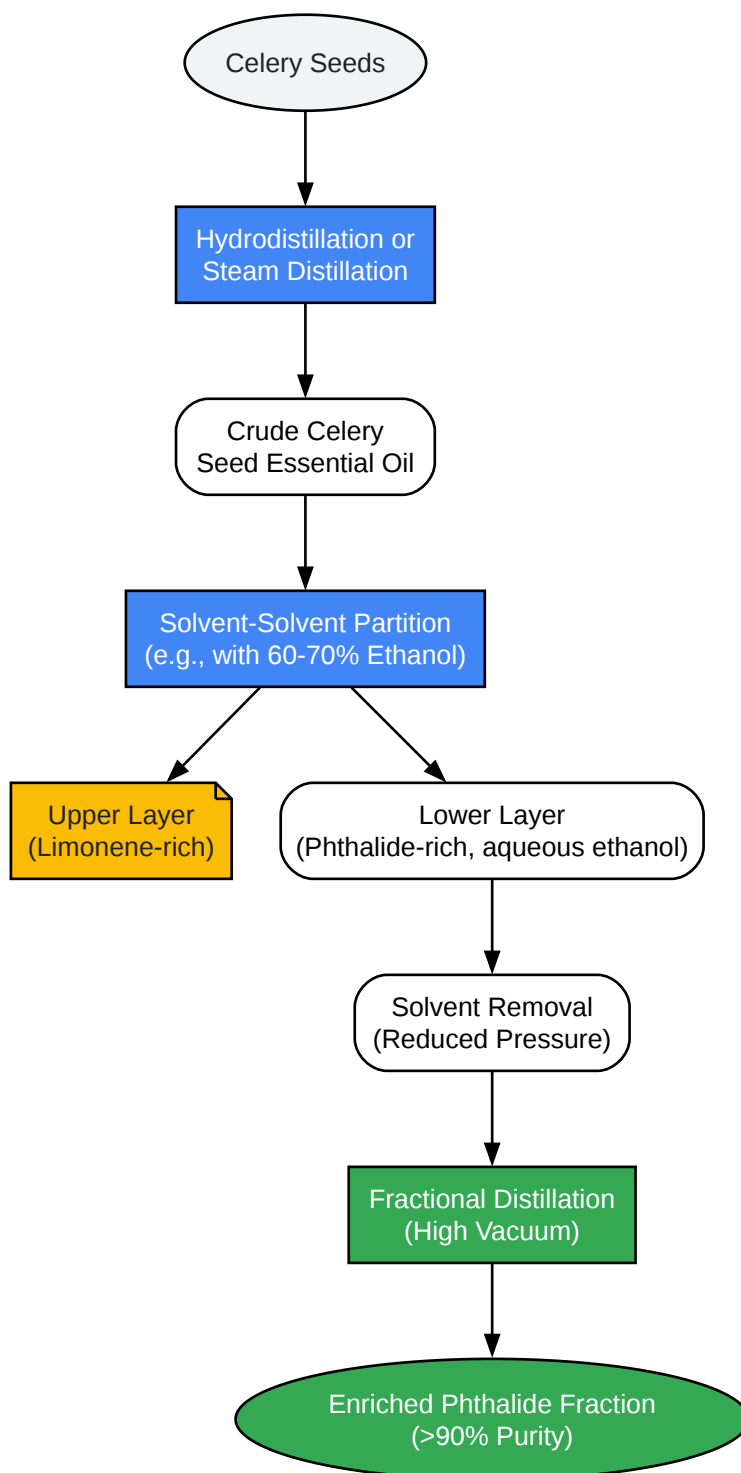 Celery Seeds
Hydrodistillation or
Steam Distillation
Crude Celery
Seed Essential Oil
Solvent-Solvent Partition
(e.g., with 60-70% Ethanol)
Upper Layer
(Limonene-rich)
Lower Layer
(Phthalide-rich, aqueous ethanol)
Solvent Removal
(Reduced Pressure)
Fractional Distillation
(High Vacuum)
Enriched Phthalide Fraction
(>90% Purity)